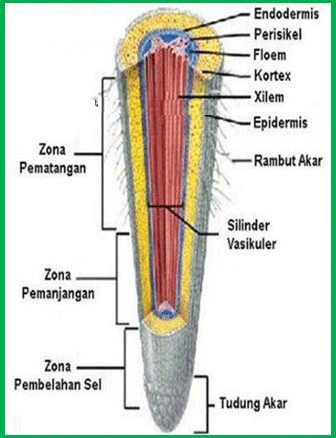 Endodermis
Perisikel
Floem
Kortex
Xilem
Epidermis
Rambut Akar
Silinder
Vasikuler
Tudung Akar
Zona
Pematangan
Zona
Pemanjangan
Zona
Pembelahan Sel